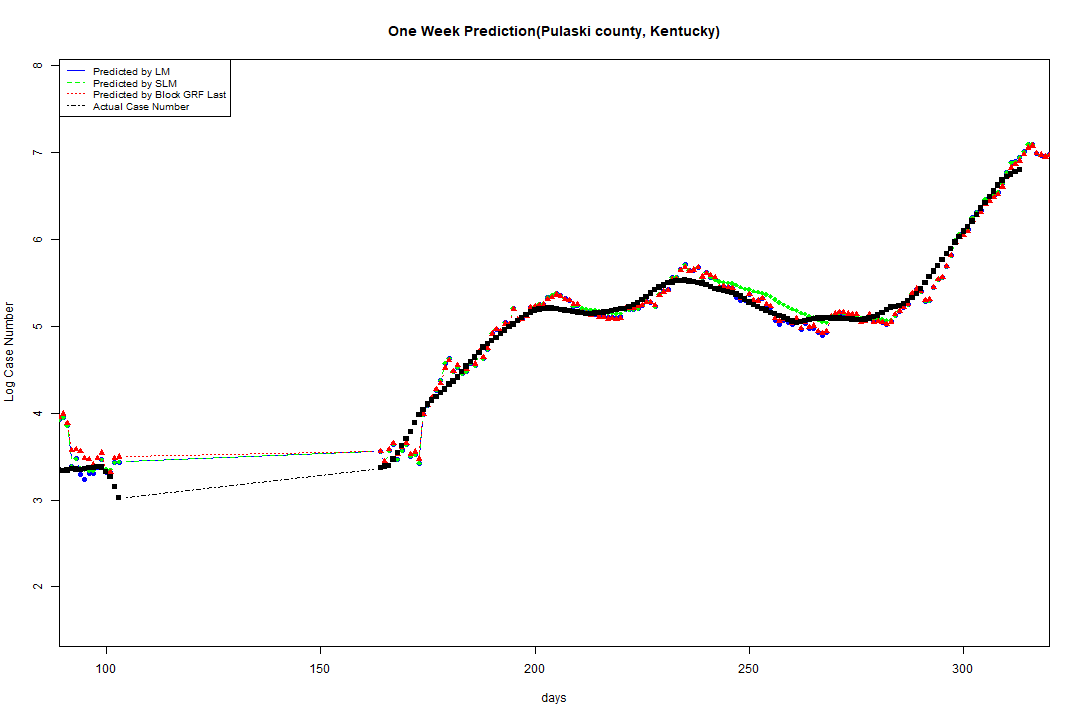 One Week Prediction(Pulaski county, Kentucky)
Predicted by LM
Predicted by SLM
Predicted by Block GRF Last
Actual Case Number
Log Case Number
8
7
6
5
4
3
2
100 150 200 250 300
days